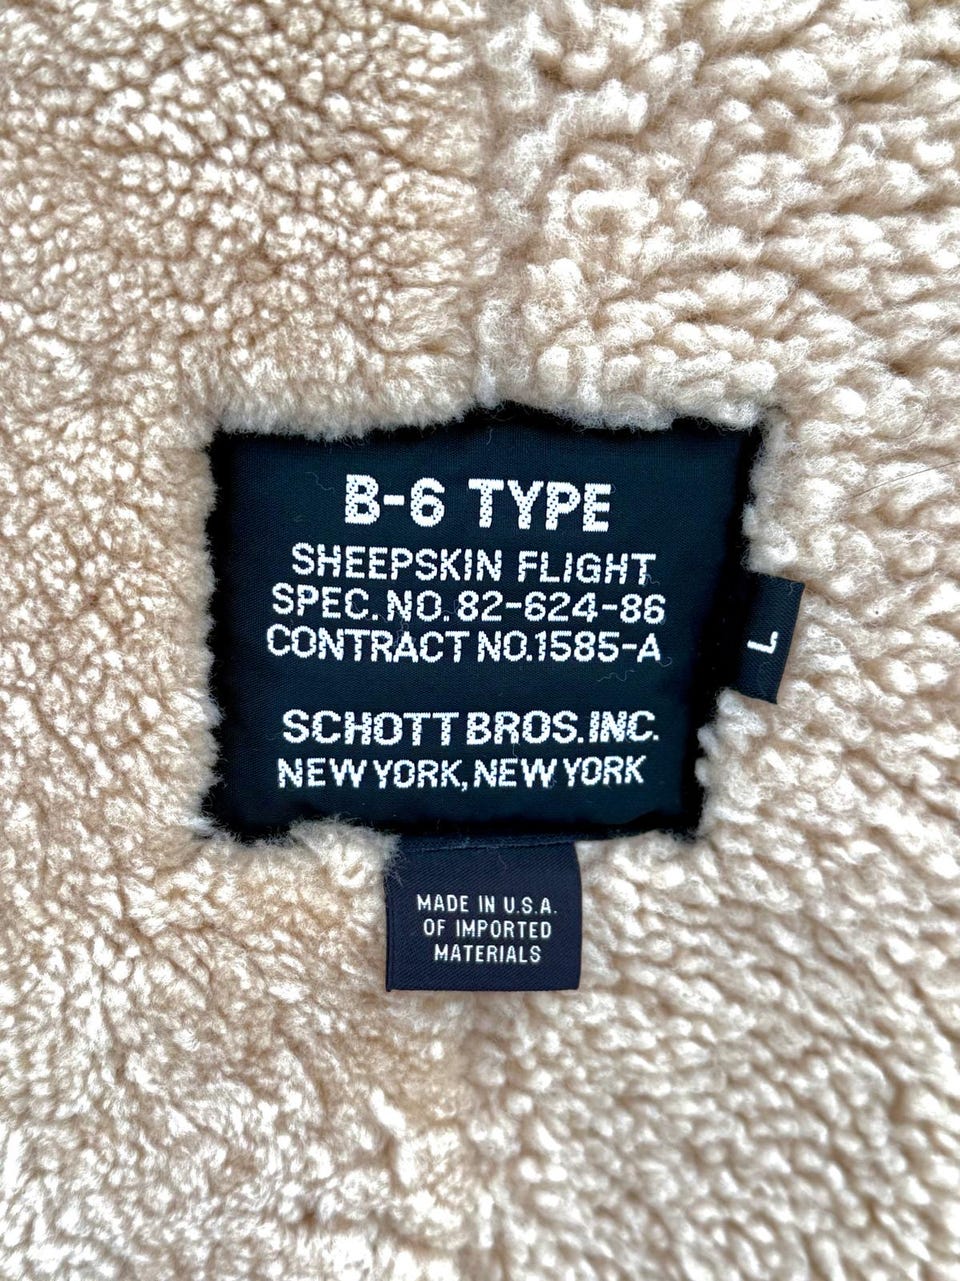 B-6 TYPE
SHEEPSKIN FLIGHT
SPEC. NO. 82-624-86
CONTRACT NO.1585-A
SCHOTT BROS. INC.
NEW YORK, NEW YORK
L
MADE IN U.S.A.
OF IMPORTED
MATERIALS